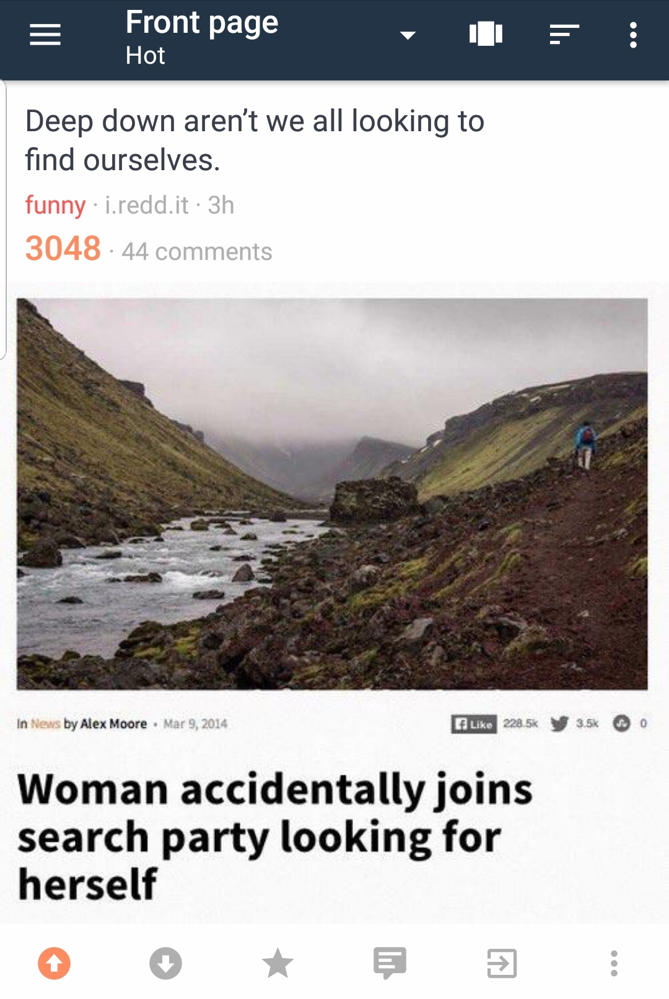 Front page
Hot
Deep down aren’t we all looking to
find ourselves.
funny · i.redd.it · 3h
3048 · 44 comments
In News by Alex Moore • Mar 9, 2014
f Like 228.5k 3.5k 0
Woman accidentally joins
search party looking for
herself